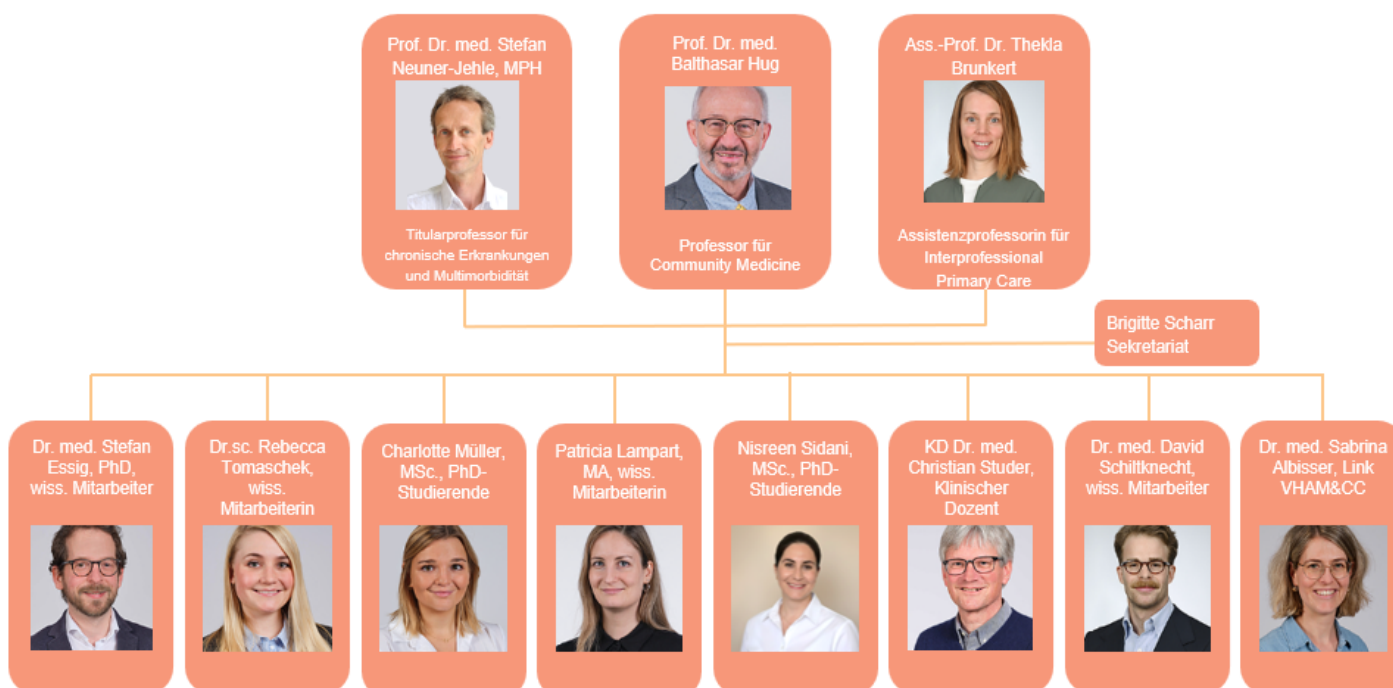 Prof. Dr. med. Stefan
Neuner-Jehle, MPH
Titularprofessor für
chronische Erkrankungen
und Multimorbidität
Prof. Dr. med.
Balthasar Hug
Professor für
Community Medicine
Ass.-Prof. Dr. Thekla
Brunkert
Assistenzprofessorin für
Interprofessional
Primary Care
Brigitte Scharr
Sekretariat
Dr. med. Stefan
Essig, PhD,
wiss. Mitarbeiter
Dr.sc. Rebecca
Tomaschek,
wiss.
Mitarbeiterin
Charlotte Müller,
MSc., PhD-
Studierende
Patricia Lampart,
MA, wiss.
Mitarbeiterin
Nisreen Sidani,
MSc., PhD-
Studierende
KD Dr. med.
Christian Studer,
Klinischer
Dozent
Dr. med. David
Schiltknecht,
wiss. Mitarbeiter
Dr. med. Sabrina
Albisser, Link
VHAM&CC